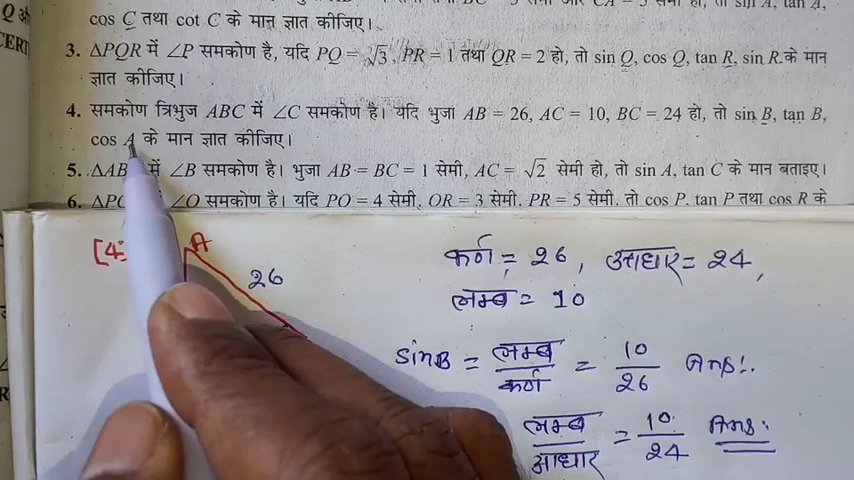 cos C तथा cot C के मान ज्ञात कीजिए।
3. ΔPQR में ∠P समकोण है, यदि PQ = √3, PR = 1 तथा QR = 2 हो, तो sin Q, cos Q, tan R, sin R के मान
ज्ञात कीजिए।
4. समकोण त्रिभुज ABC में ∠C समकोण है। यदि भुजा AB = 26, AC = 10, BC = 24 हो, तो sin B, tan B,
cos A के मान ज्ञात कीजिए।
5. ΔAB में ∠B समकोण है। भुजा AB = BC = 1 सेमी, AC = √2 सेमी हो, तो sin A, tan C के मान बताइए।
6. समकोण है। यदि PQ = 4 सेमी, QR = 3 सेमी, PR = 5 सेमी, तो cos P, tan P तथा cos R के
[4] A
26
कर्ण = 26, आधार = 24,
लम्ब = 10
sinB = लम्ब/कर्ण = 10/26 Ans:.
लम्ब/आधार = 10/24 Ans: